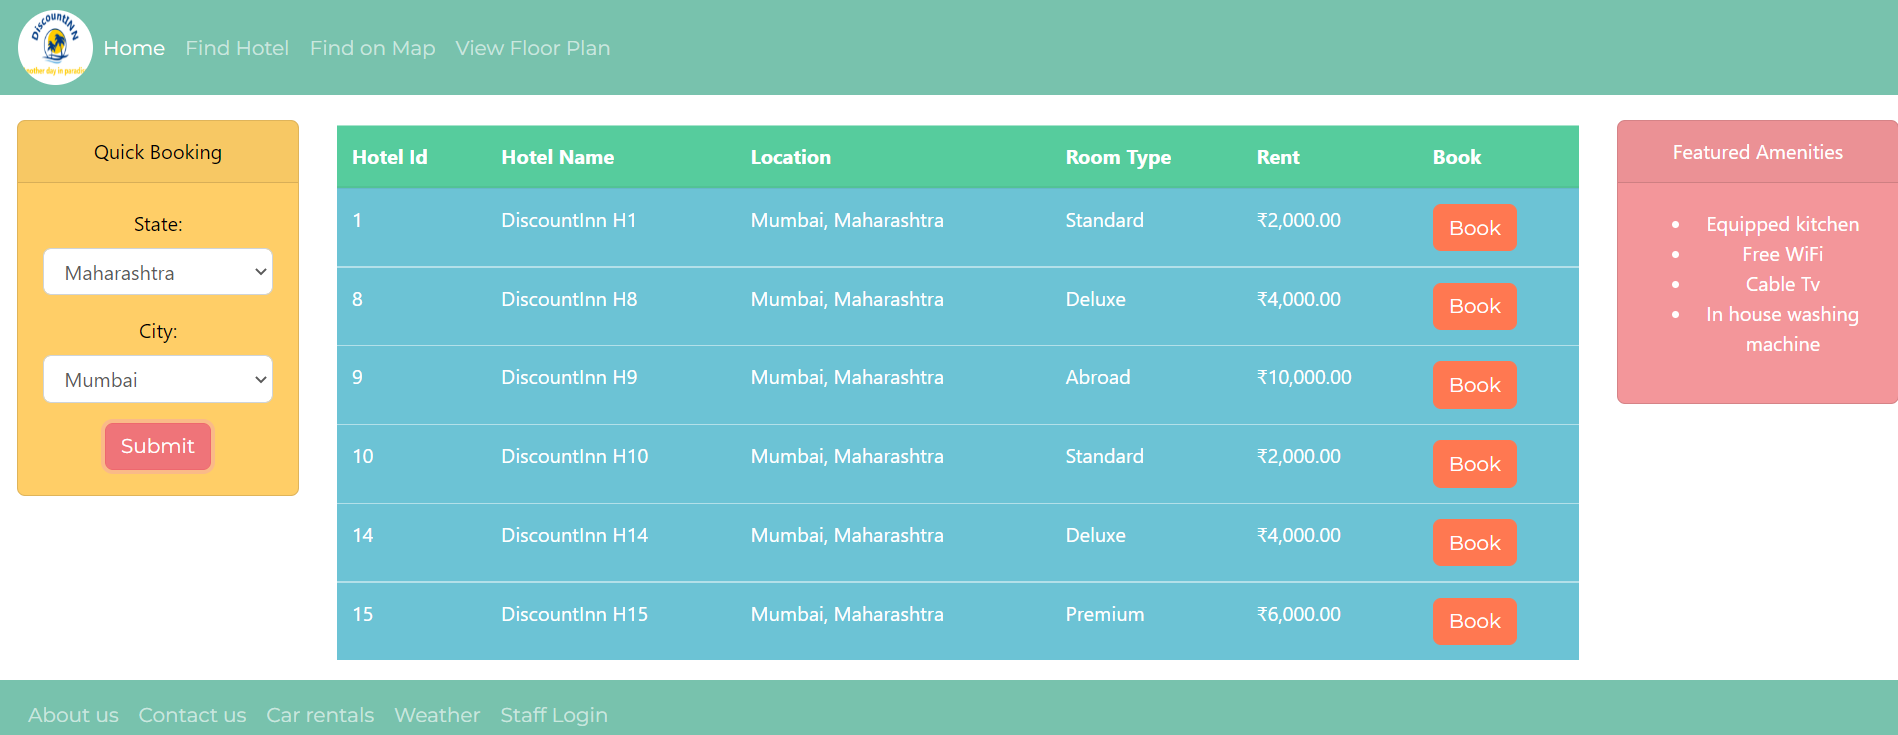 DiscountINN
another day in paradise
Home Find Hotel Find on Map View Floor Plan
Quick Booking
State:
Maharashtra
City:
Mumbai
Submit
Hotel Id Hotel Name Location Room Type Rent Book
1 DiscountInn H1 Mumbai, Maharashtra Standard ₹2,000.00 Book
8 DiscountInn H8 Mumbai, Maharashtra Deluxe ₹4,000.00 Book
9 DiscountInn H9 Mumbai, Maharashtra Abroad ₹10,000.00 Book
10 DiscountInn H10 Mumbai, Maharashtra Standard ₹2,000.00 Book
14 DiscountInn H14 Mumbai, Maharashtra Deluxe ₹4,000.00 Book
15 DiscountInn H15 Mumbai, Maharashtra Premium ₹6,000.00 Book
Featured Amenities
Equipped kitchen
Free WiFi
Cable Tv
In house washing
machine
About us Contact us Car rentals Weather Staff Login